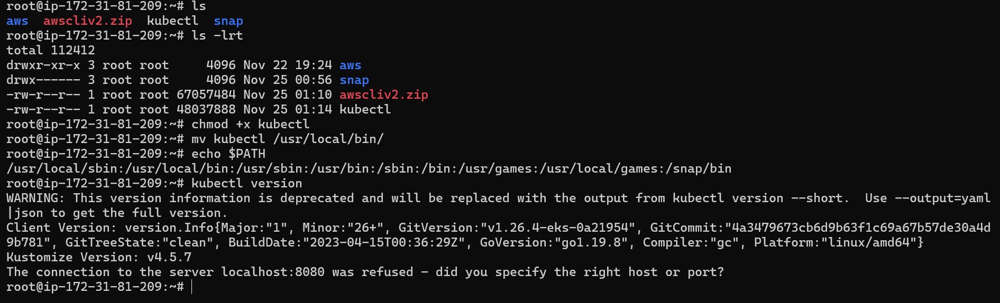 root@ip-172-31-81-209:~# ls
aws  awscliv2.zip  kubectl  snap
root@ip-172-31-81-209:~# ls -lrt
total 112412
drwxr-xr-x 3 root root     4096 Nov 22 19:24 aws
drwx------ 3 root root     4096 Nov 25 00:56 snap
-rw-r--r-- 1 root root 67057484 Nov 25 01:10 awscliv2.zip
-rw-r--r-- 1 root root 48037888 Nov 25 01:14 kubectl
root@ip-172-31-81-209:~# chmod +x kubectl
root@ip-172-31-81-209:~# mv kubectl /usr/local/bin/
root@ip-172-31-81-209:~# echo $PATH
/usr/local/sbin:/usr/local/bin:/usr/sbin:/usr/bin:/sbin:/bin:/usr/games:/usr/local/games:/snap/bin
root@ip-172-31-81-209:~# kubectl version
WARNING: This version information is deprecated and will be replaced with the output from kubectl version --short.  Use --output=yaml
|json to get the full version.
Client Version: version.Info{Major:"1", Minor:"26+", GitVersion:"v1.26.4-eks-0a21954", GitCommit:"4a3479673cb6d9b63f1c69a67b57de30a4d
9b781", GitTreeState:"clean", BuildDate:"2023-04-15T00:36:29Z", GoVersion:"go1.19.8", Compiler:"gc", Platform:"linux/amd64"}
Kustomize Version: v4.5.7
The connection to the server localhost:8080 was refused - did you specify the right host or port?
root@ip-172-31-81-209:~#